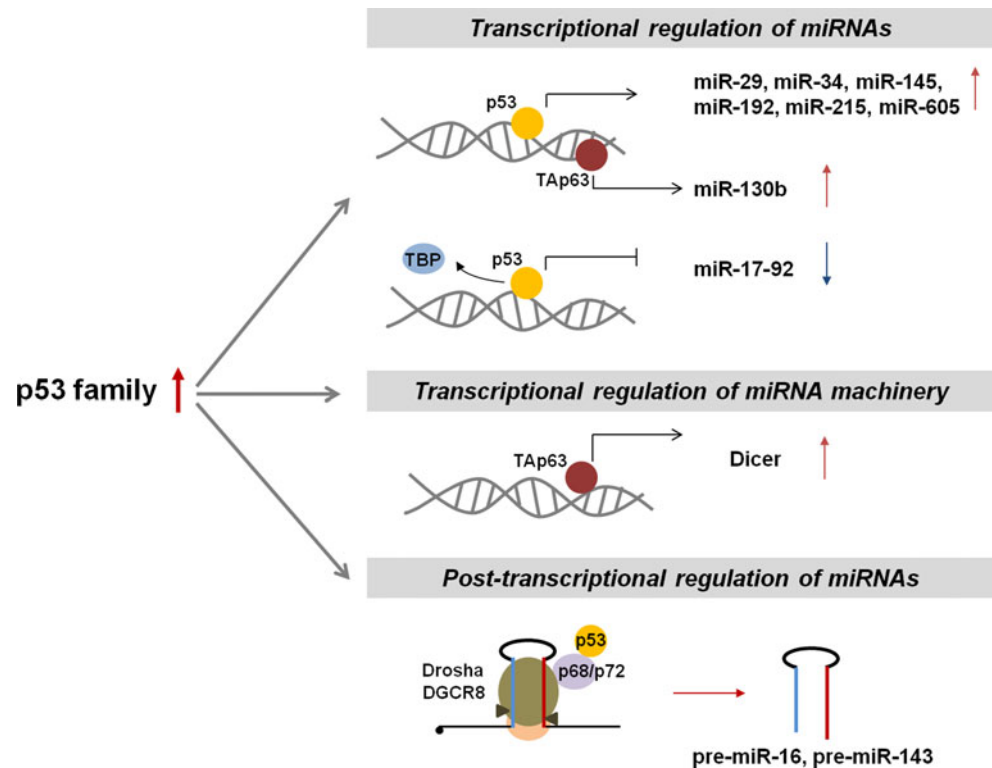 Transcriptional regulation of miRNAs
p53
miR-29, miR-34, miR-145,
miR-192, miR-215, miR-605
TAp63
miR-130b
TBP
p53
miR-17-92
p53 family
Transcriptional regulation of miRNA machinery
TAp63
Dicer
Post-transcriptional regulation of miRNAs
p53
p68/p72
Drosha
DGCR8
pre-miR-16, pre-miR-143